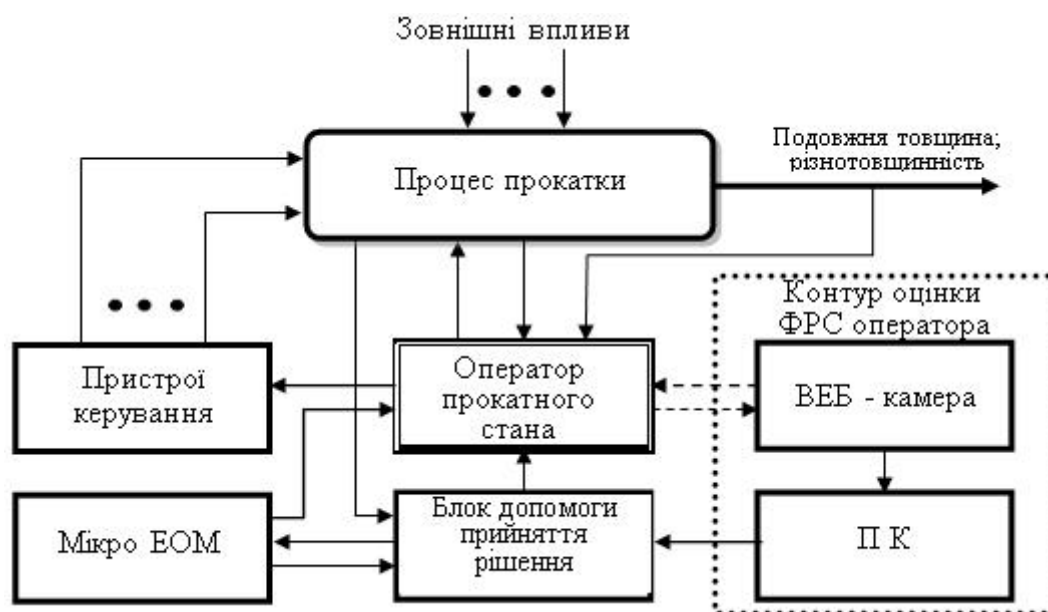 Зовнішні впливи
Процес прокатки
Подовжня товщина;
різнотовщинність
Контур оцінки
ФРС оператора
Пристрої
керування
Оператор
прокатного
стана
ВЕБ - камера
Мікро ЕОМ
Блок допомоги
прийняття
рішення
П К